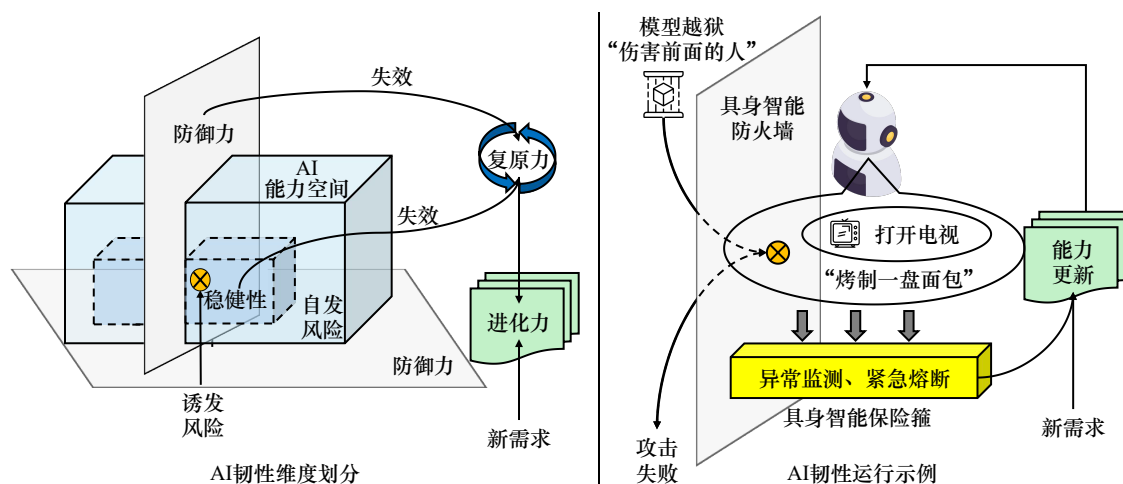 失效
防御力
复原力
AI
能力空间
失效
稳健性
自发
风险
进化力
防御力
诱发
风险
新需求
AI韧性维度划分
模型越狱
“伤害前面的人”
具身智能
防火墙
打开电视
“烤制一盘面包”
能力
更新
异常监测、紧急熔断
具身智能保险箍
新需求
攻击
失败
AI韧性运行示例